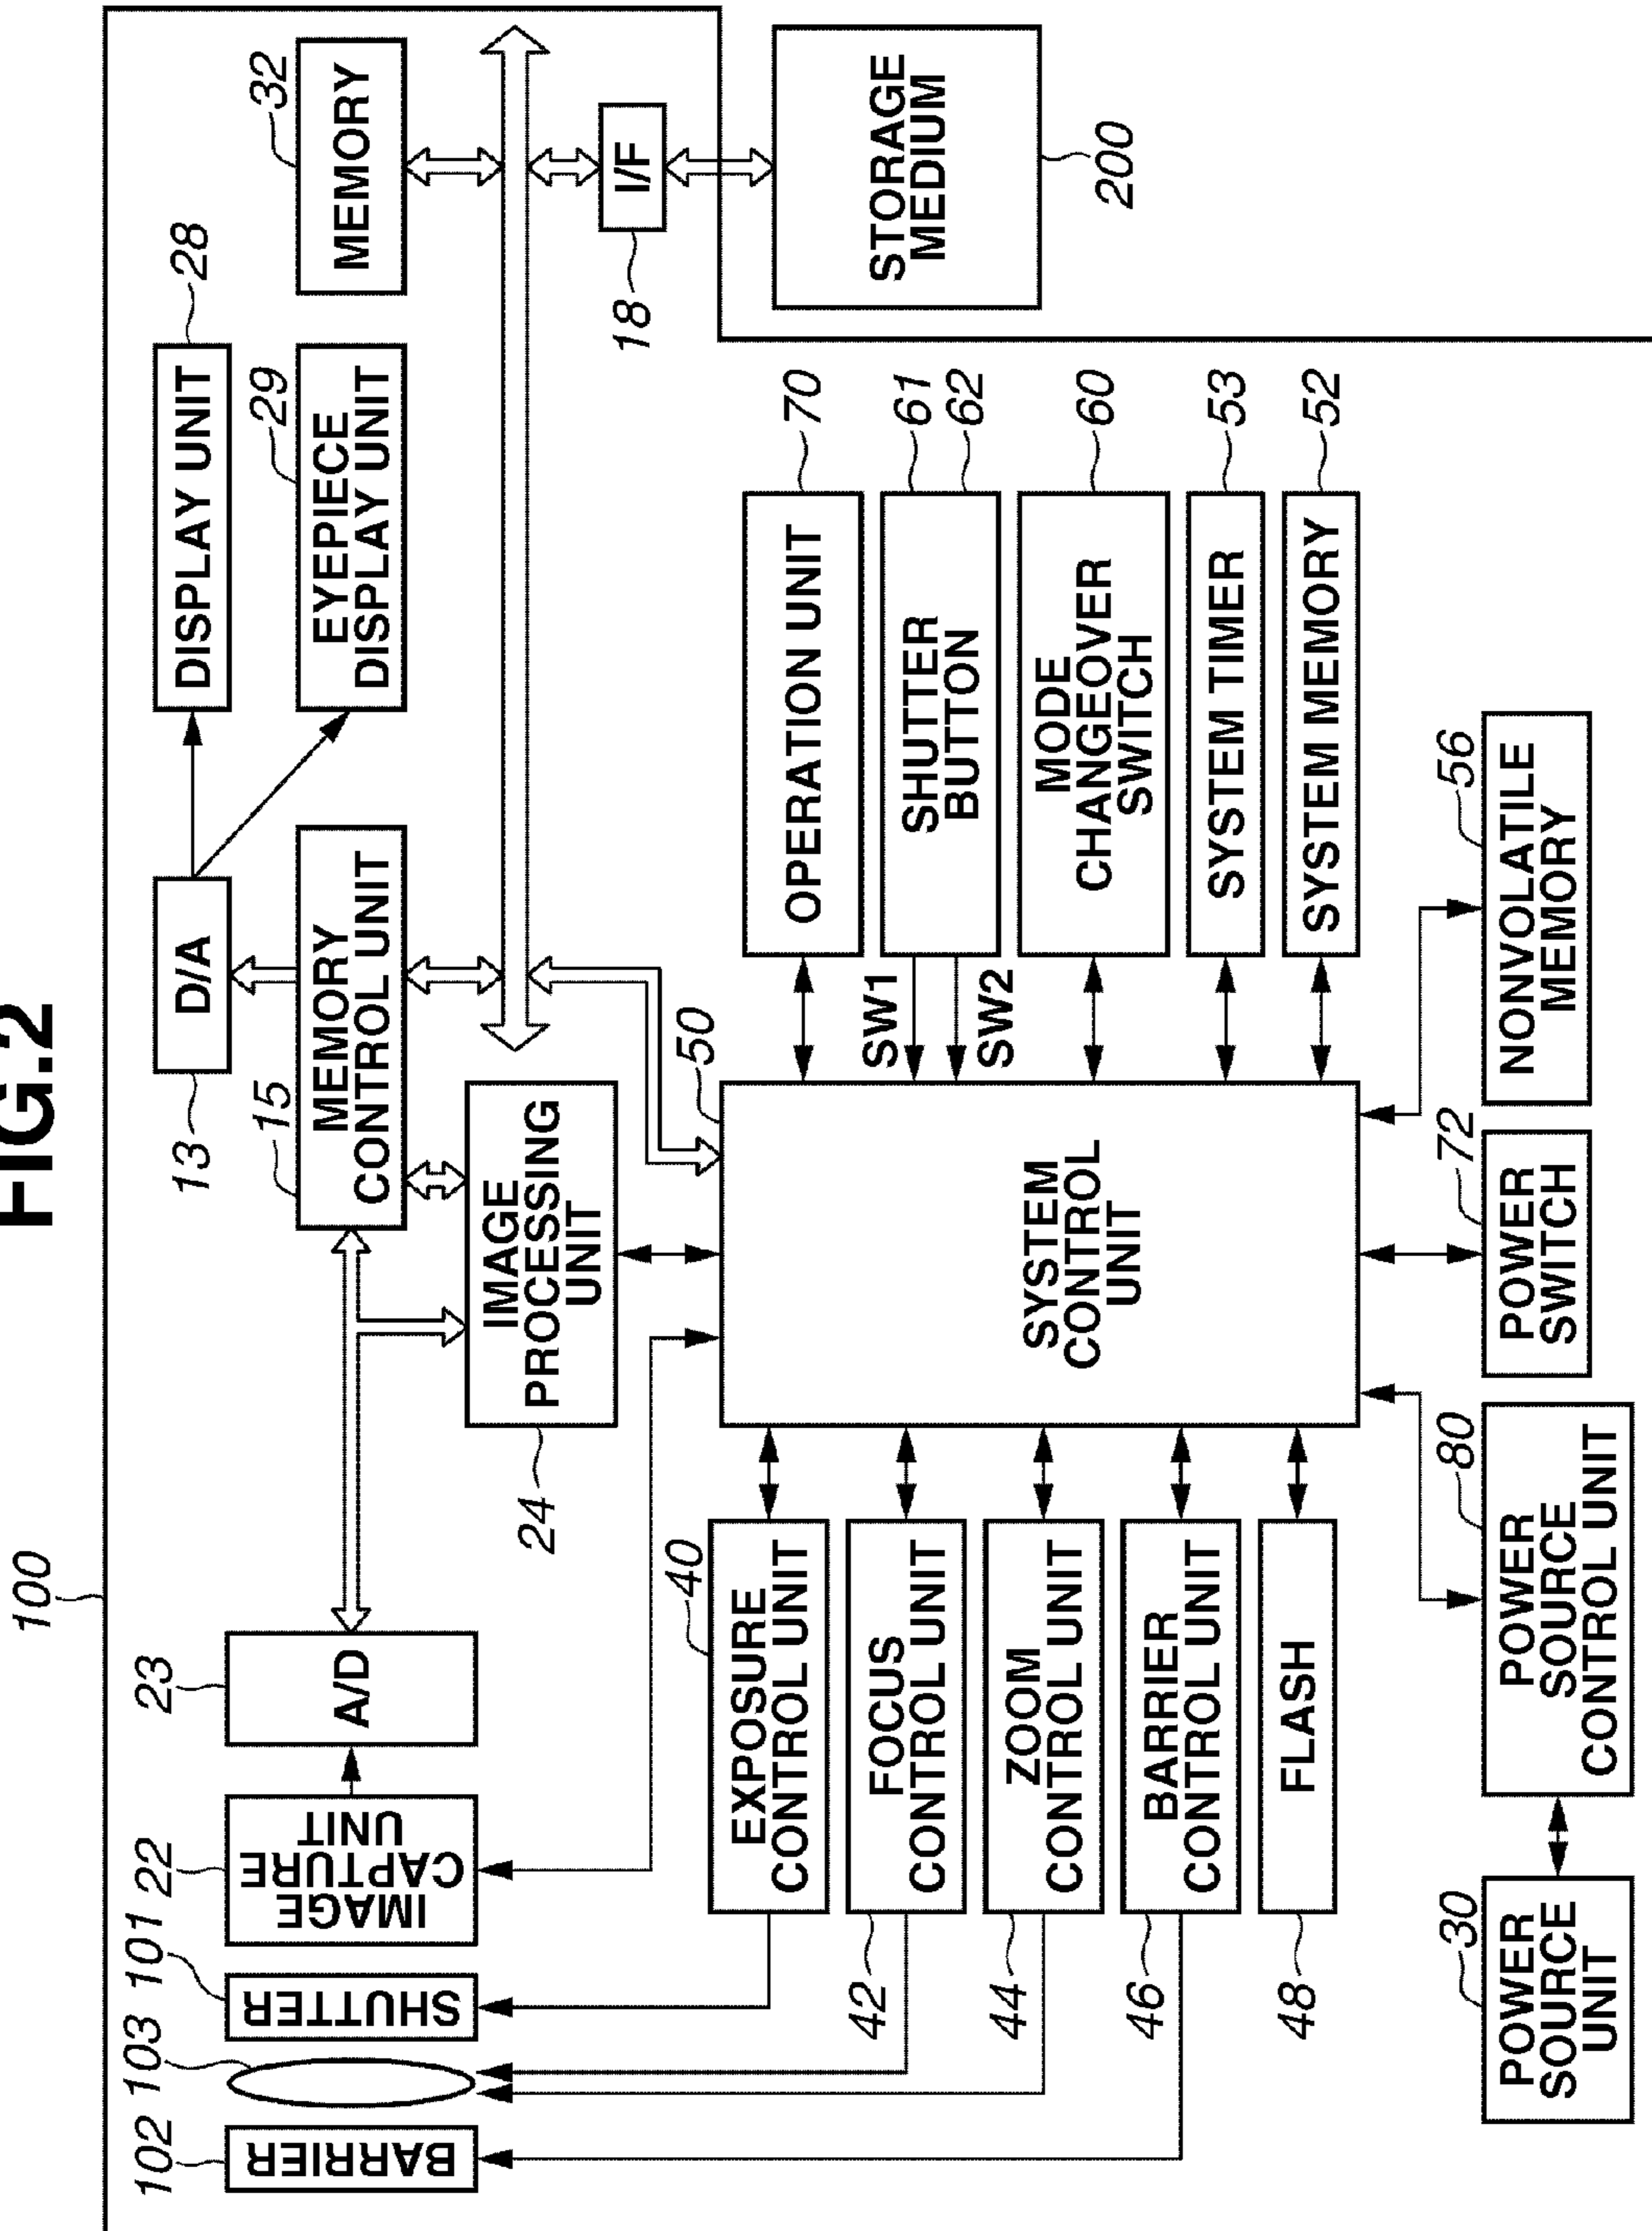 FIG.2
100
102
BARRIER
103
101
SHUTTER
22
IMAGE
CAPTURE
UNIT
23
A/D
13
D/A
28
DISPLAY UNIT
15
MEMORY
CONTROL UNIT
29
EYEPIECE
DISPLAY UNIT
32
MEMORY
24
IMAGE
PROCESSING
UNIT
18
I/F
STORAGE
MEDIUM
200
50
SYSTEM
CONTROL
UNIT
40
EXPOSURE
CONTROL UNIT
42
FOCUS
CONTROL UNIT
44
ZOOM
CONTROL UNIT
46
BARRIER
CONTROL UNIT
48
FLASH
OPERATION UNIT
70
SW1
SW2
SHUTTER
BUTTON
61
62
MODE
CHANGEOVER
SWITCH
60
SYSTEM TIMER
53
SYSTEM MEMORY
52
30
POWER
SOURCE
UNIT
80
POWER
SOURCE
CONTROL UNIT
72
POWER
SWITCH
56
NONVOLATILE
MEMORY